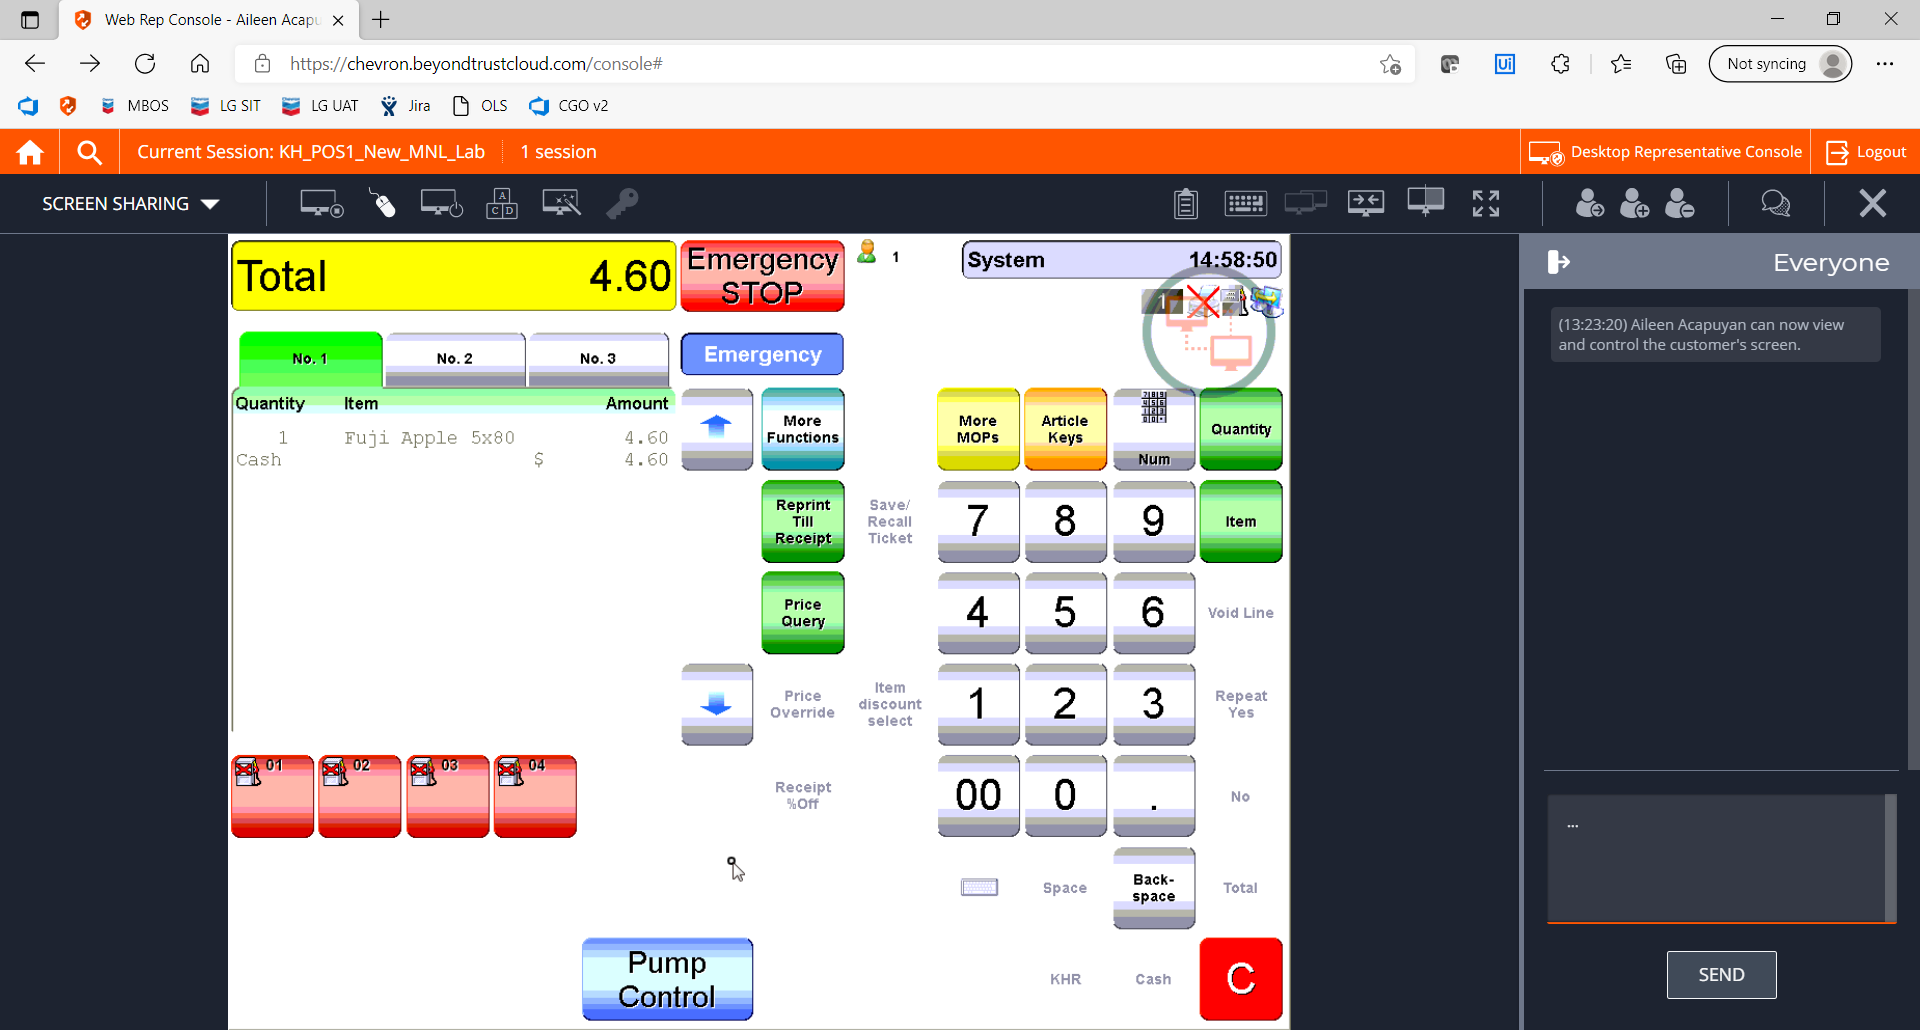 Web Rep Console - Aileen Acapu
https://chevron.beyondtrustcloud.com/console#
Not syncing
MBOS
LG SIT
LG UAT
Jira
OLS
CGO v2
Current Session: KH_POS1_New_MNL_Lab
1 session
Desktop Representative Console
Logout
SCREEN SHARING
Total 4.60
Emergency
STOP
1
System 14:58:50
1
No. 1
No. 2
No. 3
Emergency
Quantity Item Amount
1 Fuji Apple 5x80 4.60
Cash $ 4.60
More
Functions
More
MOPs
Article
Keys
Num
Quantity
Reprint
Till
Receipt
Save/
Recall
Ticket
7
8
9
Item
Price
Query
4
5
6
Void Line
Price
Override
Item
discount
select
1
2
3
Repeat
Yes
01
02
03
04
Receipt
%Off
00
0
.
No
Space
Back-
space
Total
Pump
Control
KHR
Cash
C
Everyone
(13:23:20) Aileen Acapuyan can now view
and control the customer's screen.
...
SEND